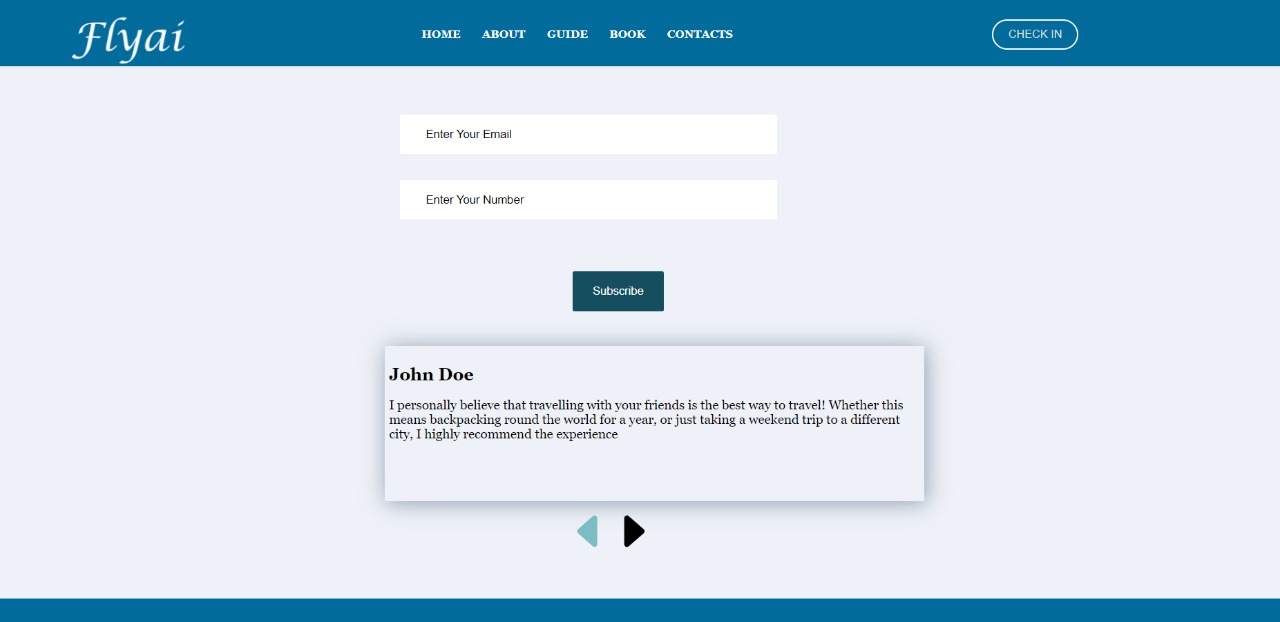 Flyai
HOME ABOUT GUIDE BOOK CONTACTS
CHECK IN
Enter Your Email
Enter Your Number
Subscribe
John Doe
I personally believe that travelling with your friends is the best way to travel! Whether this
means backpacking round the world for a year, or just taking a weekend trip to a different
city, I highly recommend the experience